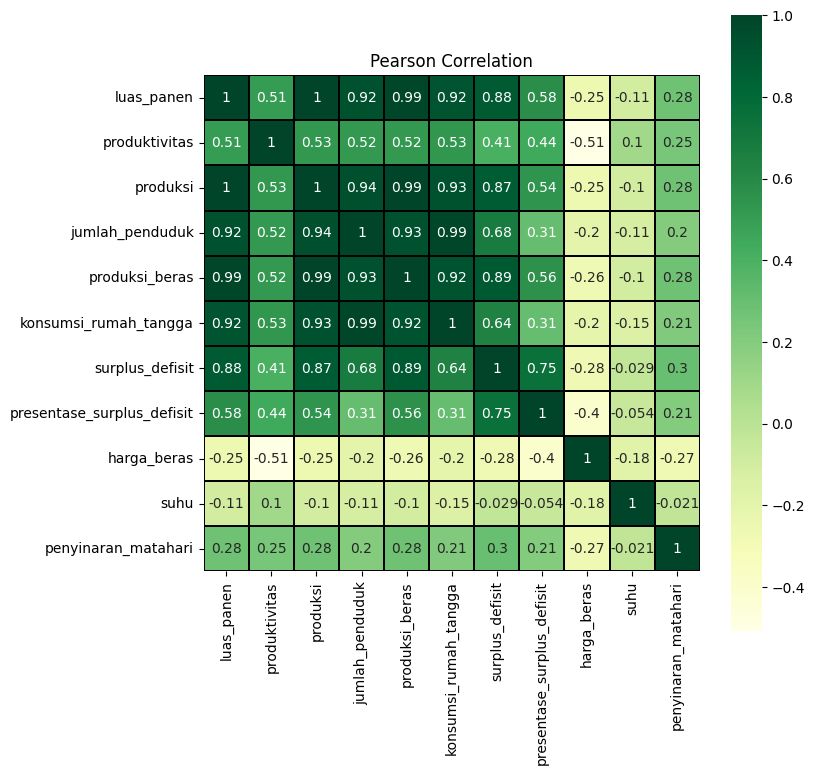 Pearson Correlation
luas_panen 1 0.51 1 0.92 0.99 0.92 0.88 0.58 -0.25 -0.11 0.28
produktivitas 0.51 1 0.53 0.52 0.52 0.53 0.41 0.44 -0.51 0.1 0.25
produksi 1 0.53 1 0.94 0.99 0.93 0.87 0.54 -0.25 -0.1 0.28
jumlah_penduduk 0.92 0.52 0.94 1 0.93 0.99 0.68 0.31 -0.2 -0.11 0.2
produksi_beras 0.99 0.52 0.99 0.93 1 0.92 0.89 0.56 -0.26 -0.1 0.28
konsumsi_rumah_tangga 0.92 0.53 0.93 0.99 0.92 1 0.64 0.31 -0.2 -0.15 0.21
surplus_defisit 0.88 0.41 0.87 0.68 0.89 0.64 1 0.75 -0.28 -0.029 0.3
presentase_surplus_defisit 0.58 0.44 0.54 0.31 0.56 0.31 0.75 1 -0.4 -0.054 0.21
harga_beras -0.25 -0.51 -0.25 -0.2 -0.26 -0.2 -0.28 -0.4 1 -0.18 -0.27
suhu -0.11 0.1 -0.1 -0.11 -0.1 -0.15 -0.029 -0.054 -0.18 1 -0.021
penyinaran_matahari 0.28 0.25 0.28 0.2 0.28 0.21 0.3 0.21 -0.27 -0.021 1
luas_panen
produktivitas
produksi
jumlah_penduduk
produksi_beras
konsumsi_rumah_tangga
surplus_defisit
presentase_surplus_defisit
harga_beras
suhu
penyinaran_matahari
1.0
0.8
0.6
0.4
0.2
0.0
−0.2
−0.4